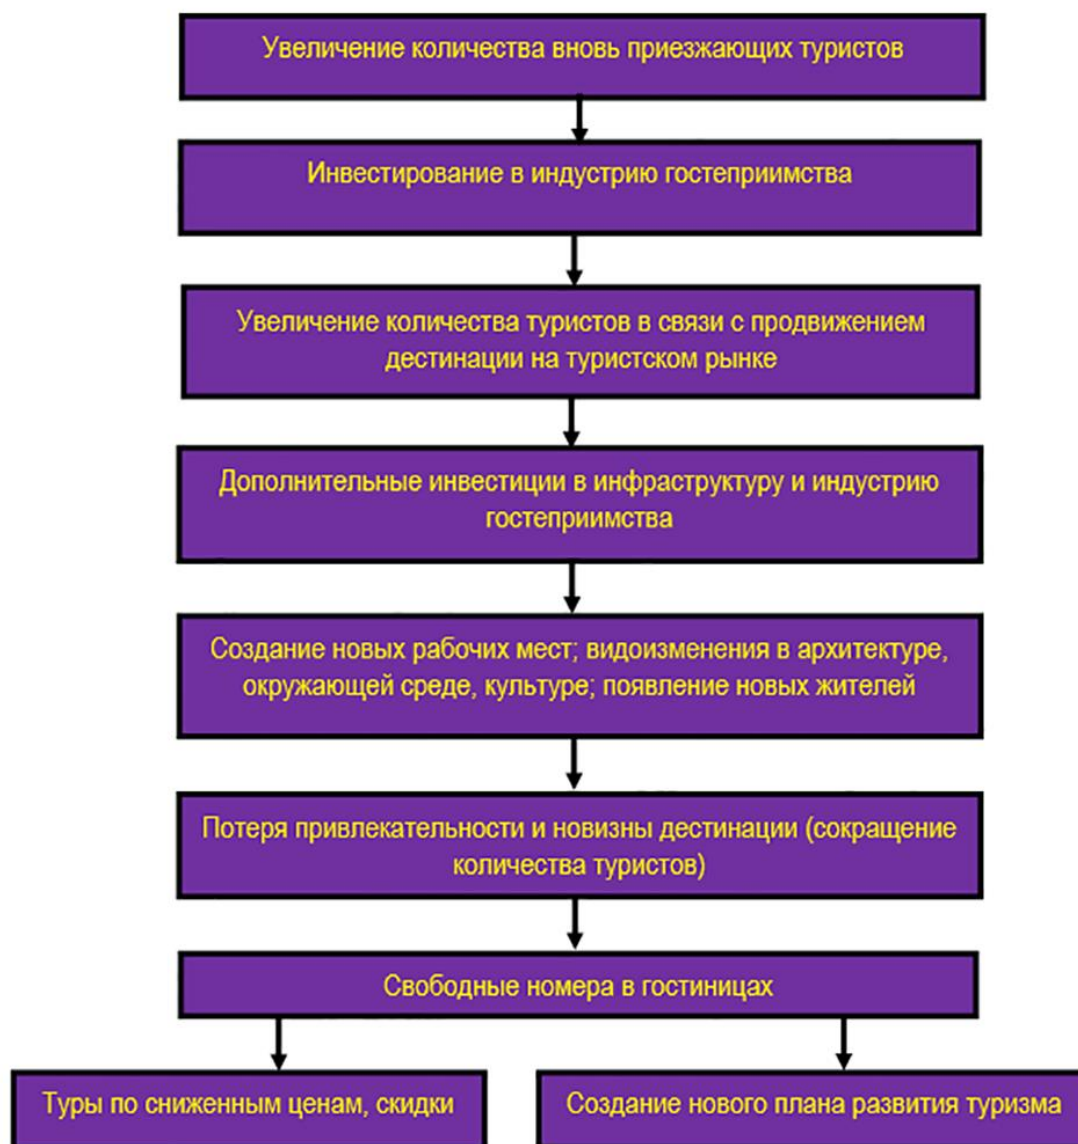 Увеличение количества вновь приезжающих туристов
Инвестирование в индустрию гостеприимства
Увеличение количества туристов в связи с продвижением
дестинации на туристском рынке
Дополнительные инвестиции в инфраструктуру и индустрию
гостеприимства
Создание новых рабочих мест; видоизменения в архитектуре,
окружающей среде, культуре; появление новых жителей
Потеря привлекательности и новизны дестинации (сокращение
количества туристов)
Свободные номера в гостиницах
Туры по сниженным ценам, скидки
Создание нового плана развития туризма